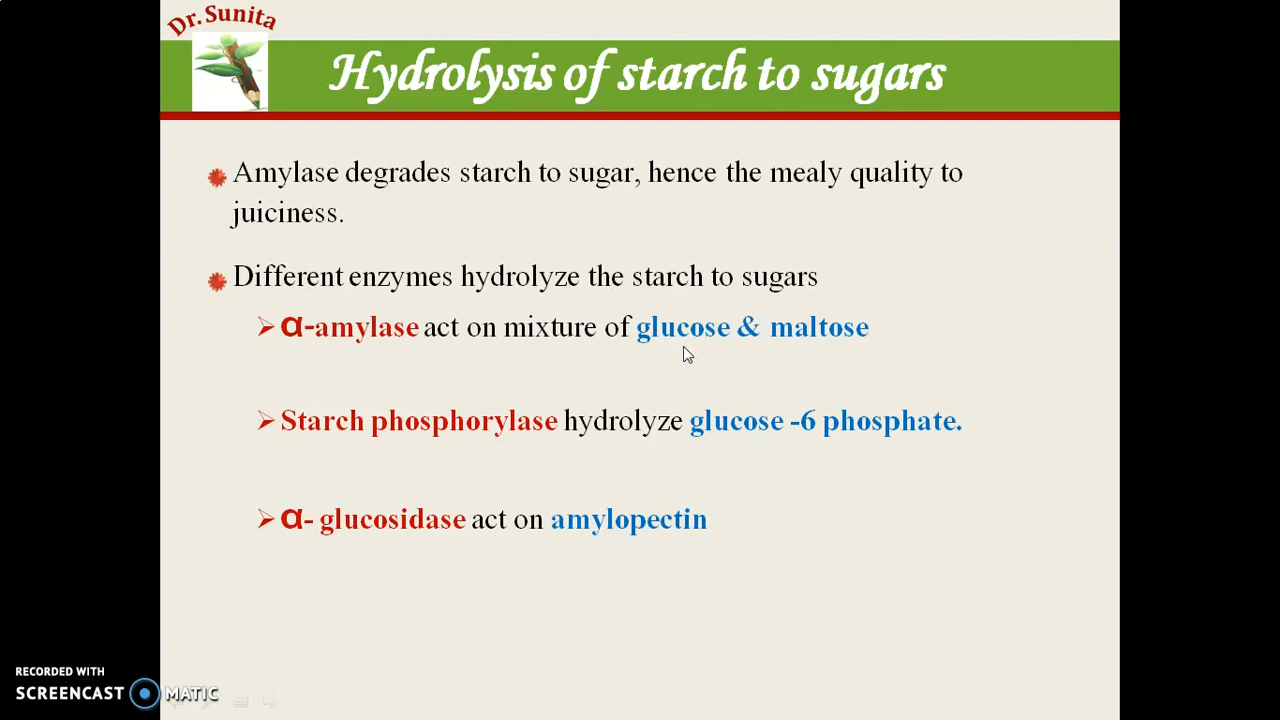 Dr. Sunita
Hydrolysis of starch to sugars
Amylase degrades starch to sugar, hence the mealy quality to
juiciness.
Different enzymes hydrolyze the starch to sugars
α-amylase act on mixture of glucose & maltose
Starch phosphorylase hydrolyze glucose -6 phosphate.
α- glucosidase act on amylopectin
RECORDED WITH
SCREENCAST MATIC